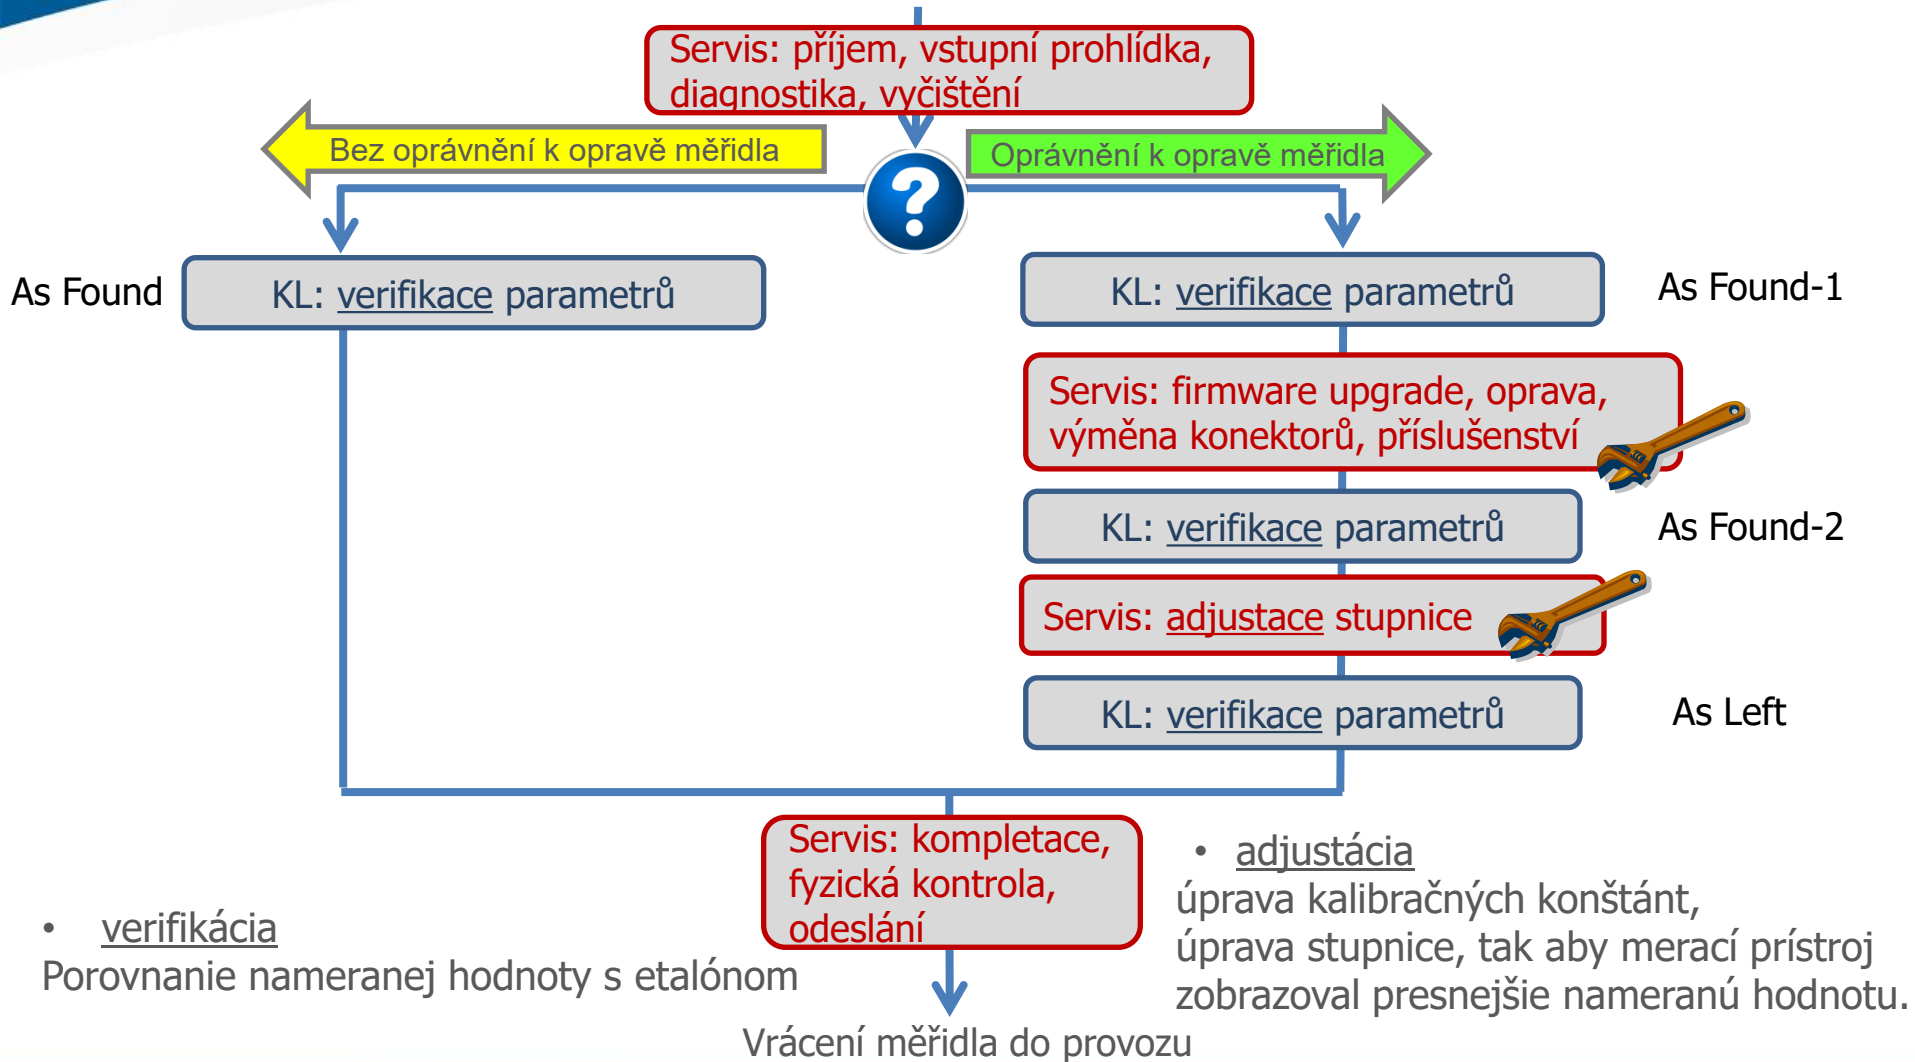 Servis: příjem, vstupní prohlídka,
diagnostika, vyčištění
Bez oprávnění k opravě měřidla
Oprávnění k opravě měřidla
?
As Found
KL: verifikace parametrů
KL: verifikace parametrů
As Found-1
Servis: firmware upgrade, oprava,
výměna konektorů, příslušenství
KL: verifikace parametrů
As Found-2
Servis: adjustace stupnice
KL: verifikace parametrů
As Left
Servis: kompletace,
fyzická kontrola,
odeslání
• adjustácia
úprava kalibračných konštánt,
úprava stupnice, tak aby merací prístroj
zobrazoval presnejšie nameranú hodnotu.
• verifikácia
Porovnanie nameranej hodnoty s etalónom
Vrácení měřidla do provozu